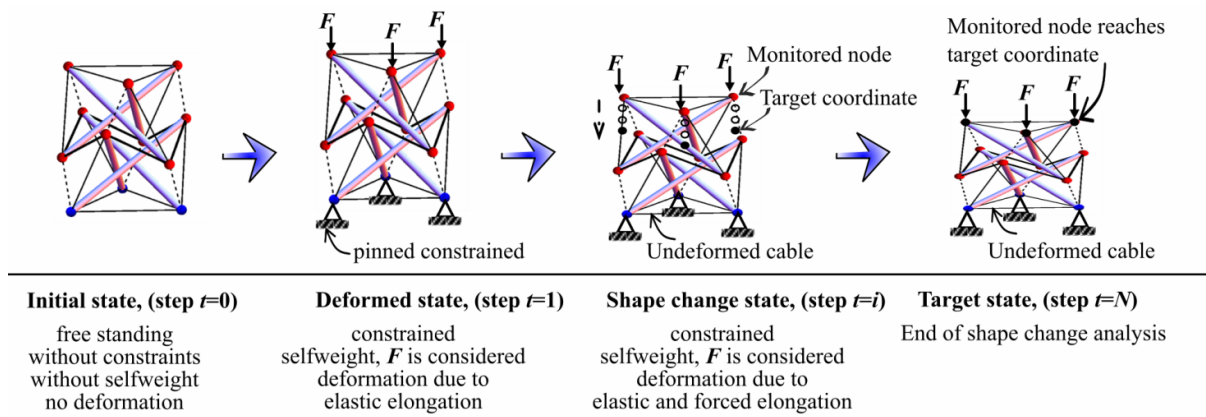 F
F
F
pinned constrained
F
F
F
Monitored node
Target coordinate
Undeformed cable
Monitored node reaches
target coordinate
F
F
F
Undeformed cable
Initial state, (step t=0)
free standing
without constraints
without selfweight
no deformation
Deformed state, (step t=1)
constrained
selfweight, F is considered
deformation due to
elastic elongation
Shape change state, (step t=i)
constrained
selfweight, F is considered
deformation due to
elastic and forced elongation
Target state, (step t=N)
End of shape change analysis